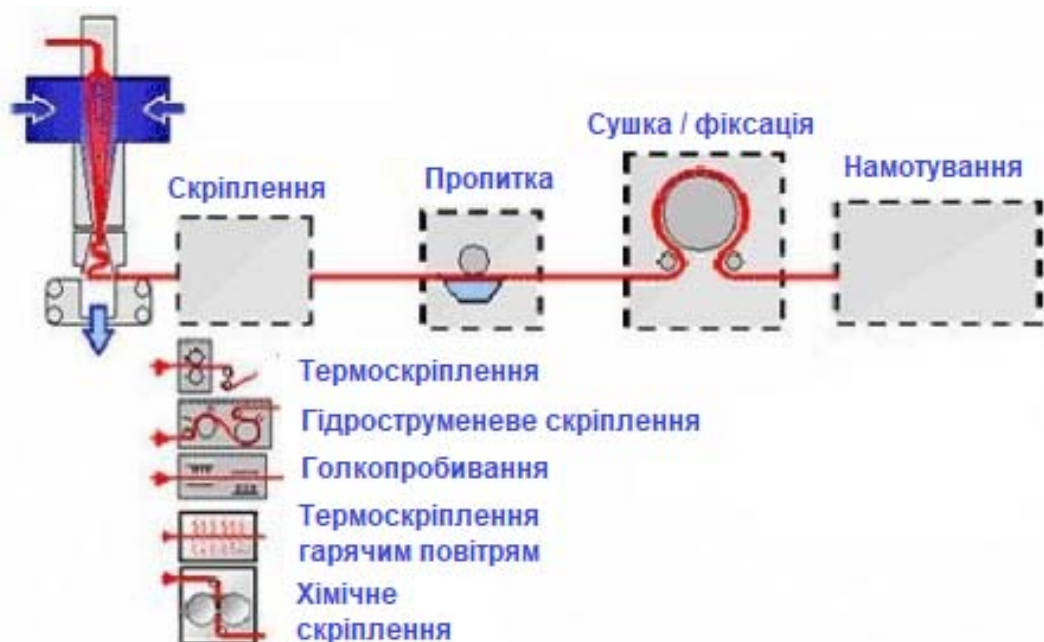 Сушка / фіксація
Скріплення
Пропитка
Намотування
Термоскріплення
Гідроструменеве скріплення
Голкопробивання
Термоскріплення
гарячим повітрям
Хімічне
скріплення